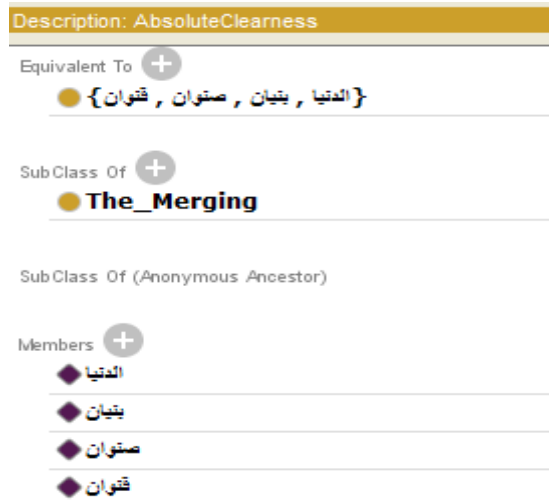 Description: AbsoluteClearness
Equivalent To
{الدنيا , بنيان , صنوان , قنوان}
SubClass Of
The_Merging
SubClass Of (Anonymous Ancestor)
Members
الدنيا
بنيان
صنوان
قنوان